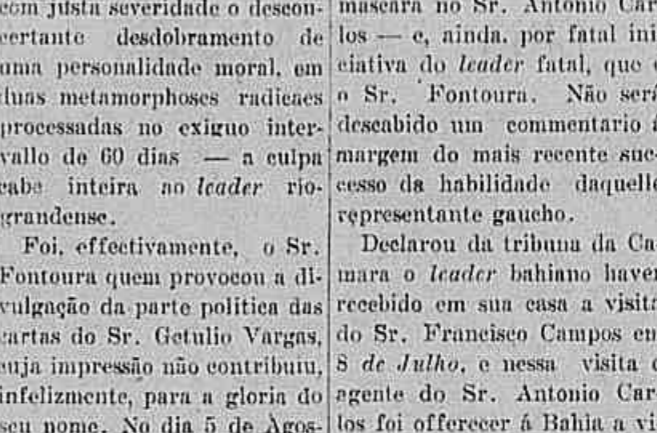 com justa severidade o descon-
certante desdobramento de
uma personalidade moral, em
duas metamorphoses radicaes
processadas no exiguo inter-
vallo de 60 dias — a culpa
cabe inteira ao leader rio-
grandense.
Foi, effectivamente, o Sr.
Fontoura quem provocou a di-
vulgação da parte politica das
cartas do Sr. Getulio Vargas,
cuja impressão não contribuiu,
infelizmente, para a gloria do
seu nome. No dia 5 de Agos-
mascara no Sr. Antonio Car-
los — e, ainda, por fatal ini-
ciativa do leader fatal, que é
o Sr. Fontoura. Não será
descabido um commentario á
margem do mais recente suc-
cesso da habilidade daquelle
representante gaucho.
Declarou da tribuna da Ca-
mara o leader bahiano haver
recebido em sua casa a visita
do Sr. Francisco Campos em
8 de Julho, e nessa visita o
agente do Sr. Antonio Car-
los foi offerecer á Bahia a vi-